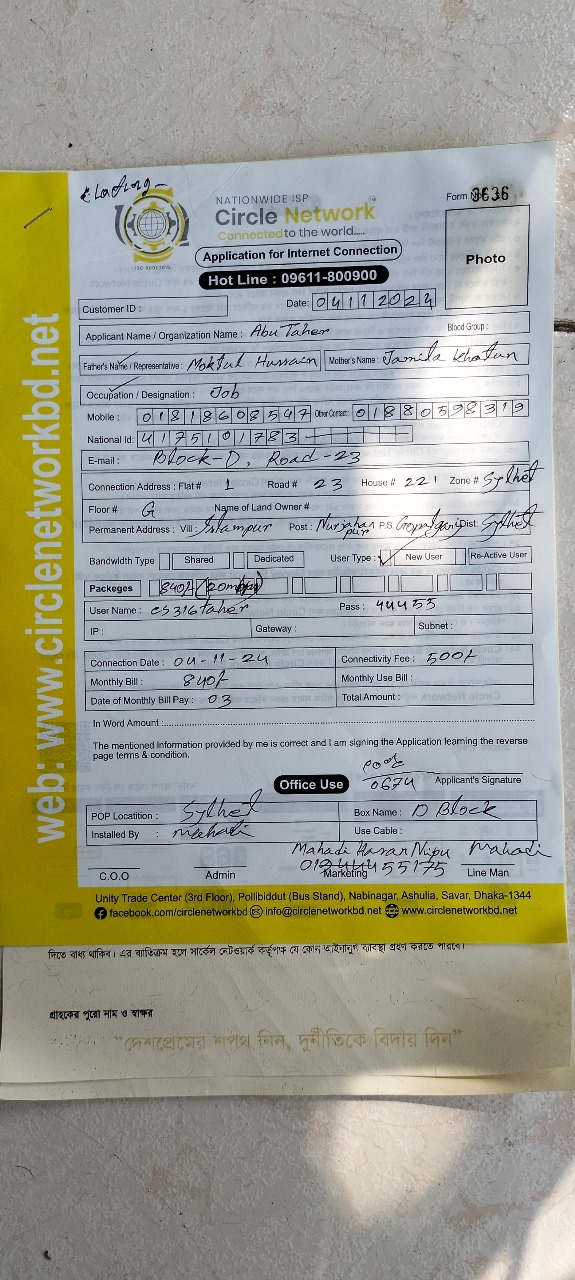 NATIONWIDE ISP
Circle Network
Connected to the world.....
ISO 9001:2015
Form 3636
Photo
Application for Internet Connection
Hot Line : 09611-800900
Customer ID :
Date: 04112024
Applicant Name / Organization Name : Abu Taher
Blood Group :
Father's Name / Representative : Moktul Hussain
Mother's Name : Jamila Khatun
Occupation / Designation : Job
Mobile : 01818608547 Other Contact: 01880598319
National Id: 4175101783
E-mail : Block-D, Road-23
Connection Address : Flat # 1 Road # 23 House # 221 Zone # Sylhet
Floor # G Name of Land Owner #
Permanent Address : Vill : Islampur Post : Nurjahanpur P.S. Gopalganj Dist: Sylhet
Bandwidth Type Shared Dedicated User Type : New User Re-Active User
Packeges 840/- (20mbps)
User Name : cs316taher Pass : 44455
IP : Gateway : Subnet :
Connection Date : 04-11-24 Connectivity Fee : 500/-
Monthly Bill : 840/- Monthly Use Bill :
Date of Monthly Bill Pay : 03 Total Amount :
In Word Amount :
The mentioned Information provided by me is correct and I am signing the Application learning the reverse
page terms & condition.
0674 Applicant's Signature
Office Use
POP Locatition : Sylhet Box Name : D Block
Installed By : Mahadi Use Cable :
Mahadi Hasan Nipu Mahadi
C.O.O Admin Marketing Line Man
Unity Trade Center (3rd Floor), Pollibiddut (Bus Stand), Nabinagar, Ashulia, Savar, Dhaka-1344
facebook.com/circlenetworkbd info@circlenetworkbd.net www.circlenetworkbd.net
web: www.circlenetworkbd.net
দিতে বাধ্য থাকিব। এর ব্যতিক্রম হলে সার্কেল নেটওয়ার্ক কর্তৃপক্ষ যে কোন আইনানুগ ব্যবস্থা গ্রহণ করতে পারবে।
গ্রাহকের পুরো নাম ও স্বাক্ষর
“দেশপ্রেমের শপথ নিন, দুর্নীতিকে বিদায় দিন”